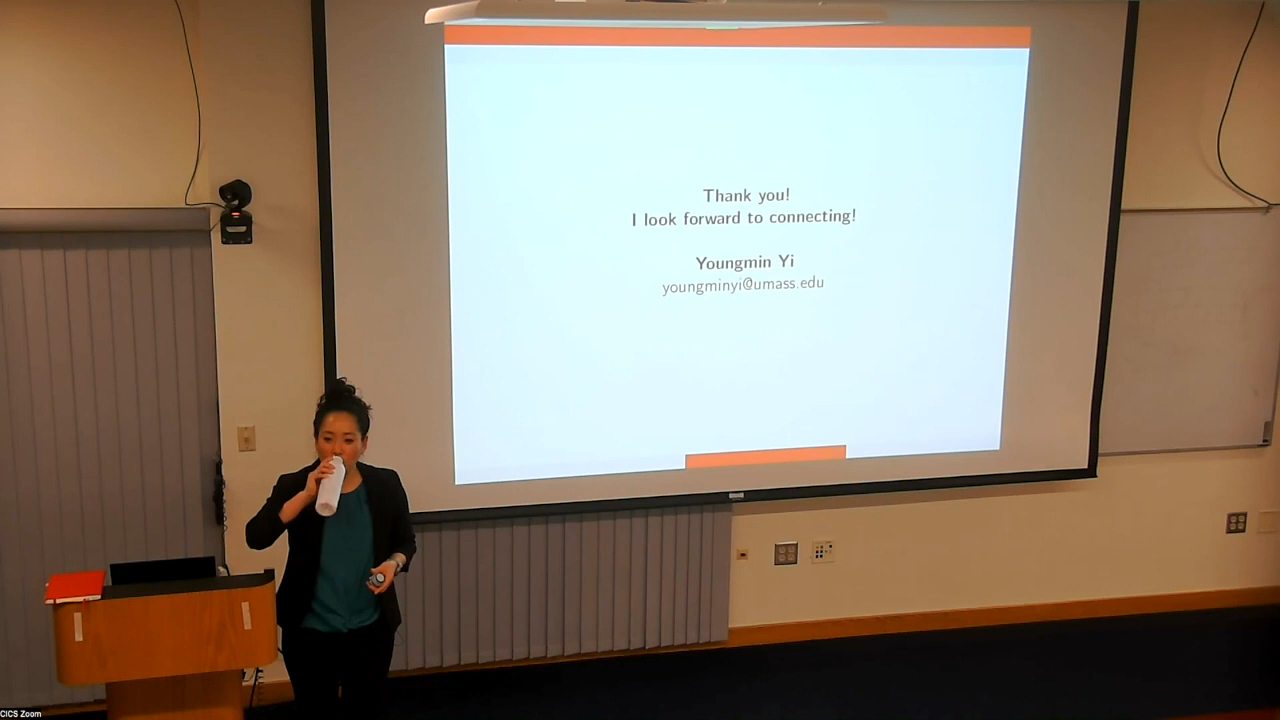 Thank you!
I look forward to connecting!
Youngmin Yi
youngminyi@umass.edu
CICS Zoom